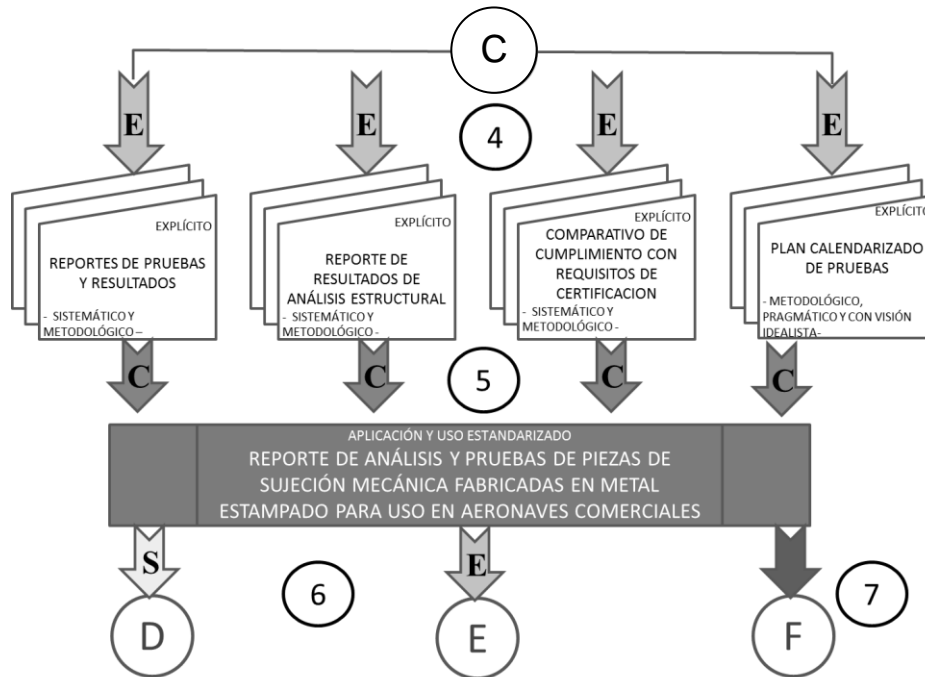 C
E
E
E
E
4
EXPLÍCITO
REPORTES DE PRUEBAS
Y RESULTADOS
- SISTEMÁTICO Y
METODOLÓGICO –
EXPLÍCITO
REPORTE DE
RESULTADOS DE
ANÁLISIS ESTRUCTURAL
- SISTEMÁTICO Y
METODOLÓGICO -
EXPLÍCITO
COMPARATIVO DE
CUMPLIMIENTO CON
REQUISITOS DE
CERTIFICACION
- SISTEMÁTICO Y
METODOLÓGICO -
EXPLÍCITO
PLAN CALENDARIZADO
DE PRUEBAS
- METODOLÓGICO,
PRAGMÁTICO Y CON VISIÓN
IDEALISTA-
C
C
C
C
5
APLICACIÓN Y USO ESTANDARIZADO
REPORTE DE ANÁLISIS Y PRUEBAS DE PIEZAS DE
SUJECIÓN MECÁNICA FABRICADAS EN METAL
ESTAMPADO PARA USO EN AERONAVES COMERCIALES
S
E
6
7
D
E
F